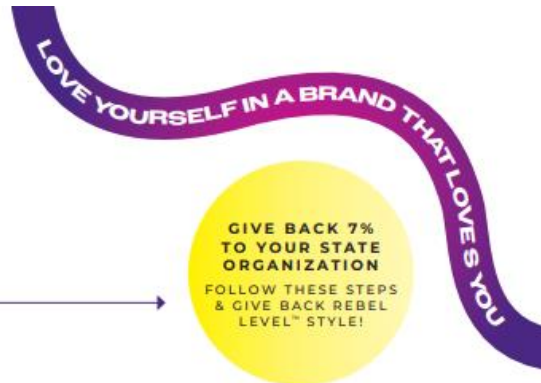 LOVE YOURSELF IN A BRAND THAT LOVES YOU
GIVE BACK 7%
TO YOUR STATE
ORGANIZATION
FOLLOW THESE STEPS
& GIVE BACK REBEL
LEVEL™ STYLE!